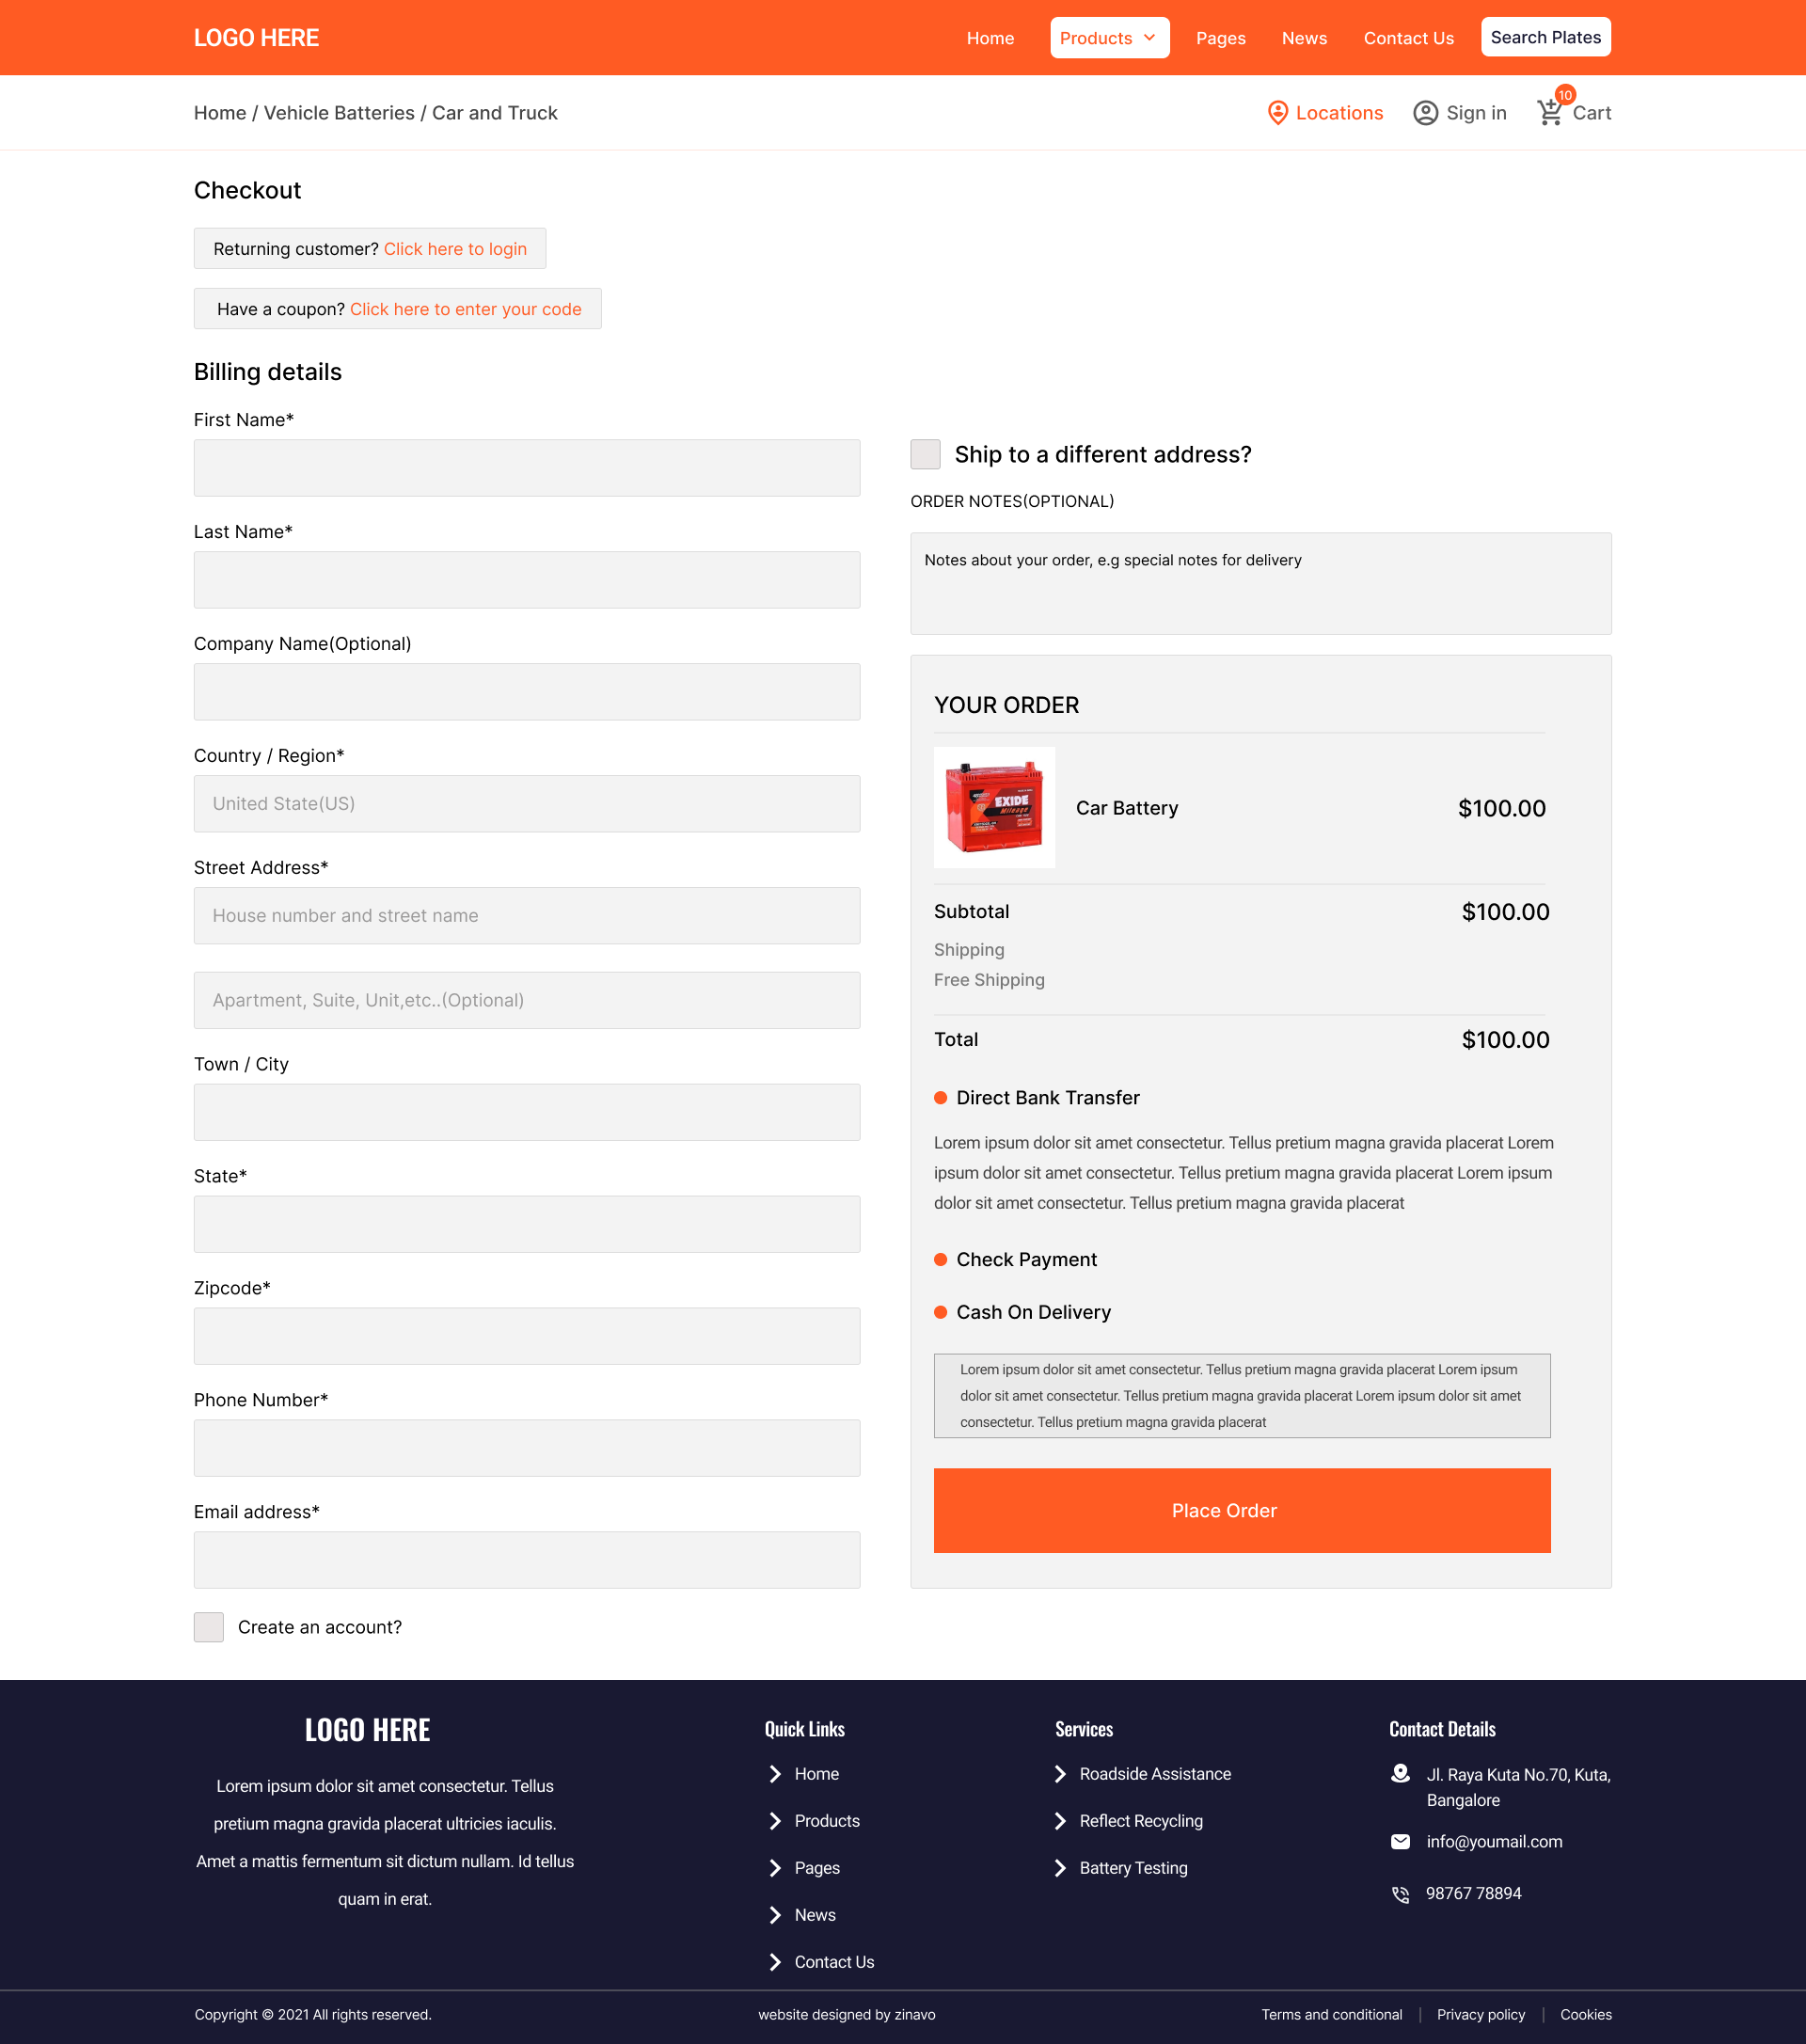 LOGO HERE
Home
Products
Pages
News
Contact Us
Search Plates
Home / Vehicle Batteries / Car and Truck
Locations
Sign in
10
Cart
Checkout
Returning customer? Click here to login
Have a coupon? Click here to enter your code
Billing details
First Name*
Last Name*
Company Name(Optional)
Country / Region*
United State(US)
Street Address*
House number and street name
Apartment, Suite, Unit,etc..(Optional)
Town / City
State*
Zipcode*
Phone Number*
Email address*
Create an account?
Ship to a different address?
ORDER NOTES(OPTIONAL)
Notes about your order, e.g special notes for delivery
YOUR ORDER
EXIDE
Mileage
Car Battery
$100.00
Subtotal
$100.00
Shipping
Free Shipping
Total
$100.00
Direct Bank Transfer
Lorem ipsum dolor sit amet consectetur. Tellus pretium magna gravida placerat Lorem
ipsum dolor sit amet consectetur. Tellus pretium magna gravida placerat Lorem ipsum
dolor sit amet consectetur. Tellus pretium magna gravida placerat
Check Payment
Cash On Delivery
Lorem ipsum dolor sit amet consectetur. Tellus pretium magna gravida placerat Lorem ipsum
dolor sit amet consectetur. Tellus pretium magna gravida placerat Lorem ipsum dolor sit amet
consectetur. Tellus pretium magna gravida placerat
Place Order
LOGO HERE
Lorem ipsum dolor sit amet consectetur. Tellus
pretium magna gravida placerat ultricies iaculis.
Amet a mattis fermentum sit dictum nullam. Id tellus
quam in erat.
Quick Links
Home
Products
Pages
News
Contact Us
Services
Roadside Assistance
Reflect Recycling
Battery Testing
Contact Details
Jl. Raya Kuta No.70, Kuta,
Bangalore
info@youmail.com
98767 78894
Copyright © 2021 All rights reserved.
website designed by zinavo
Terms and conditional
Privacy policy
Cookies